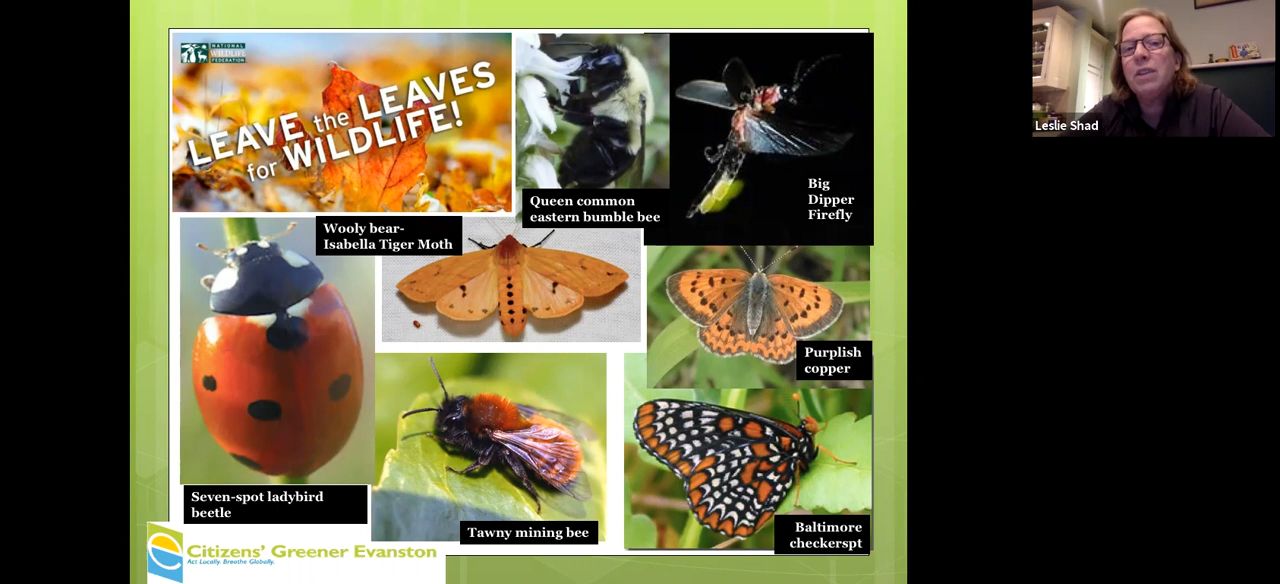 NATIONAL
WILDLIFE
FEDERATION
LEAVE the LEAVES
for WILDLIFE!
Queen common
eastern bumble bee
Big
Dipper
Firefly
Wooly bear-
Isabella Tiger Moth
Purplish
copper
Seven-spot ladybird
beetle
Tawny mining bee
Baltimore
checkerspt
Citizens' Greener Evanston
Act Locally. Breathe Globally.
Leslie Shad